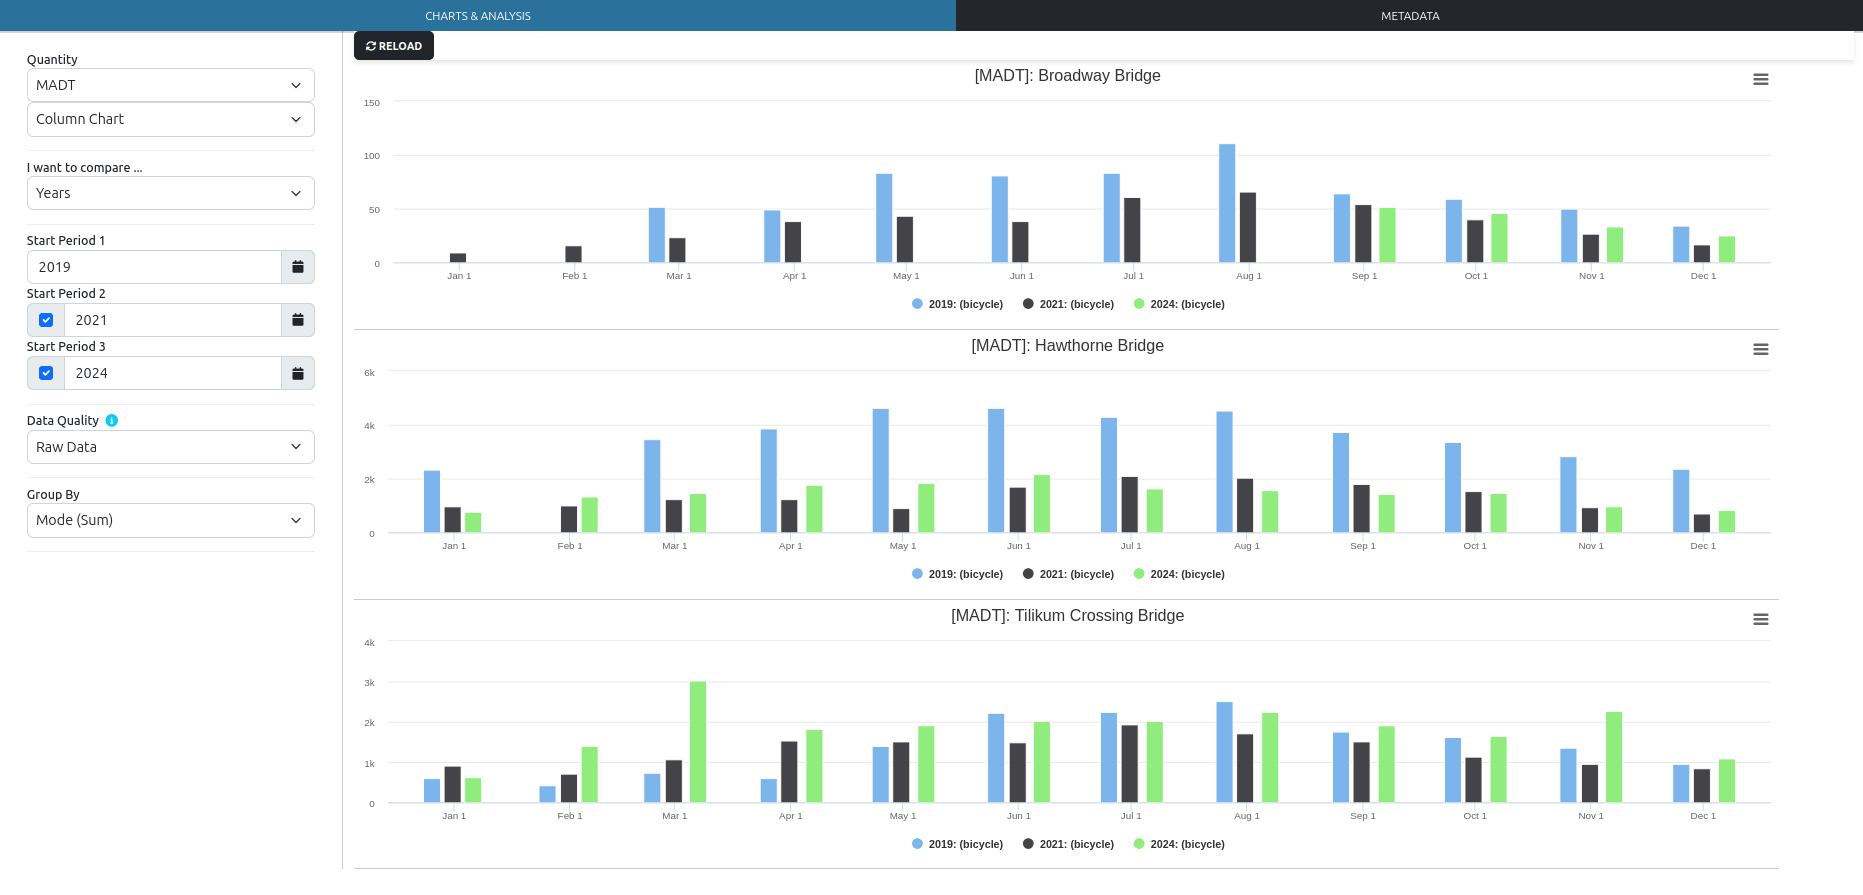 CHARTS & ANALYSIS
METADATA
Quantity
MADT
Column Chart
I want to compare ...
Years
Start Period 1
2019
Start Period 2
2021
Start Period 3
2024
Data Quality
Raw Data
Group By
Mode (Sum)
RELOAD
[MADT]: Broadway Bridge
150
100
50
0
Jan 1 Feb 1 Mar 1 Apr 1 May 1 Jun 1 Jul 1 Aug 1 Sep 1 Oct 1 Nov 1 Dec 1
2019: (bicycle) 2021: (bicycle) 2024: (bicycle)
[MADT]: Hawthorne Bridge
6k
4k
2k
0
Jan 1 Feb 1 Mar 1 Apr 1 May 1 Jun 1 Jul 1 Aug 1 Sep 1 Oct 1 Nov 1 Dec 1
2019: (bicycle) 2021: (bicycle) 2024: (bicycle)
[MADT]: Tilikum Crossing Bridge
4k
3k
2k
1k
0
Jan 1 Feb 1 Mar 1 Apr 1 May 1 Jun 1 Jul 1 Aug 1 Sep 1 Oct 1 Nov 1 Dec 1
2019: (bicycle) 2021: (bicycle) 2024: (bicycle)